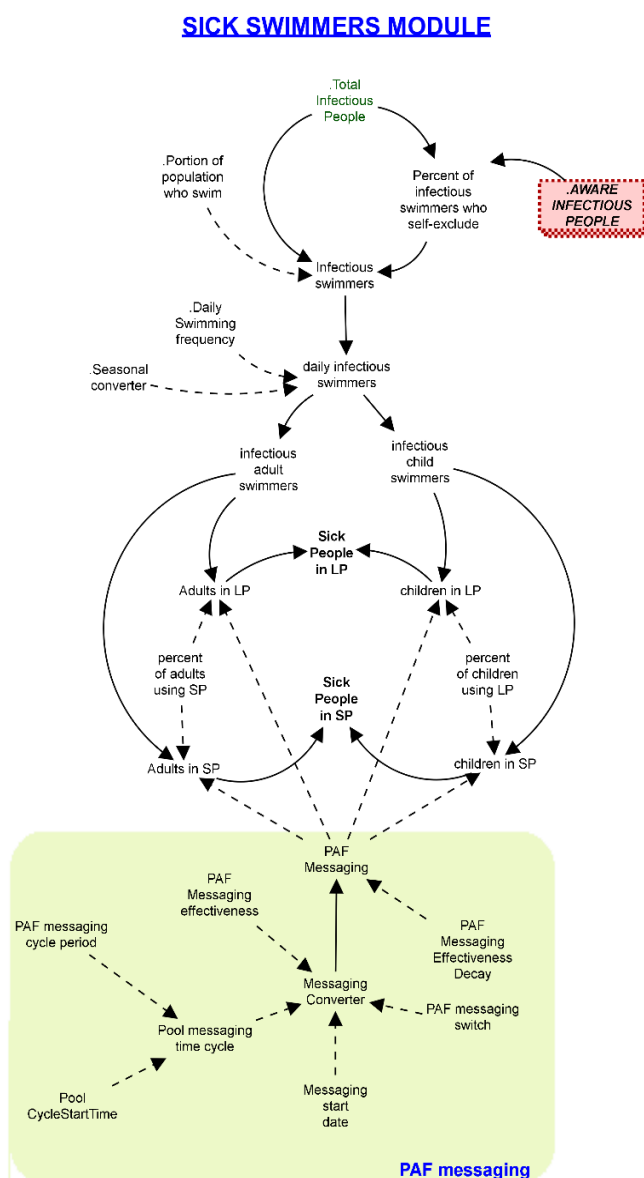 SICK SWIMMERS MODULE
.Total
Infectious
People
.Portion of
population
who swim
Percent of
infectious
swimmers who
self-exclude
.AWARE
INFECTIOUS
PEOPLE
Infectious
swimmers
.Daily
Swimming
frequency
.Seasonal
converter
daily infectious
swimmers
infectious
adult
swimmers
infectious
child
swimmers
Sick
People
in LP
Adults in LP
children in LP
percent
of adults
using SP
percent
of children
using LP
Sick
People
in SP
Adults in SP
children in SP
PAF
Messaging
PAF
Messaging
effectiveness
PAF messaging
cycle period
PAF
Messaging
Effectiveness
Decay
Messaging
Converter
PAF messaging
switch
Pool messaging
time cycle
Pool
CycleStartTime
Messaging
start
date
PAF messaging